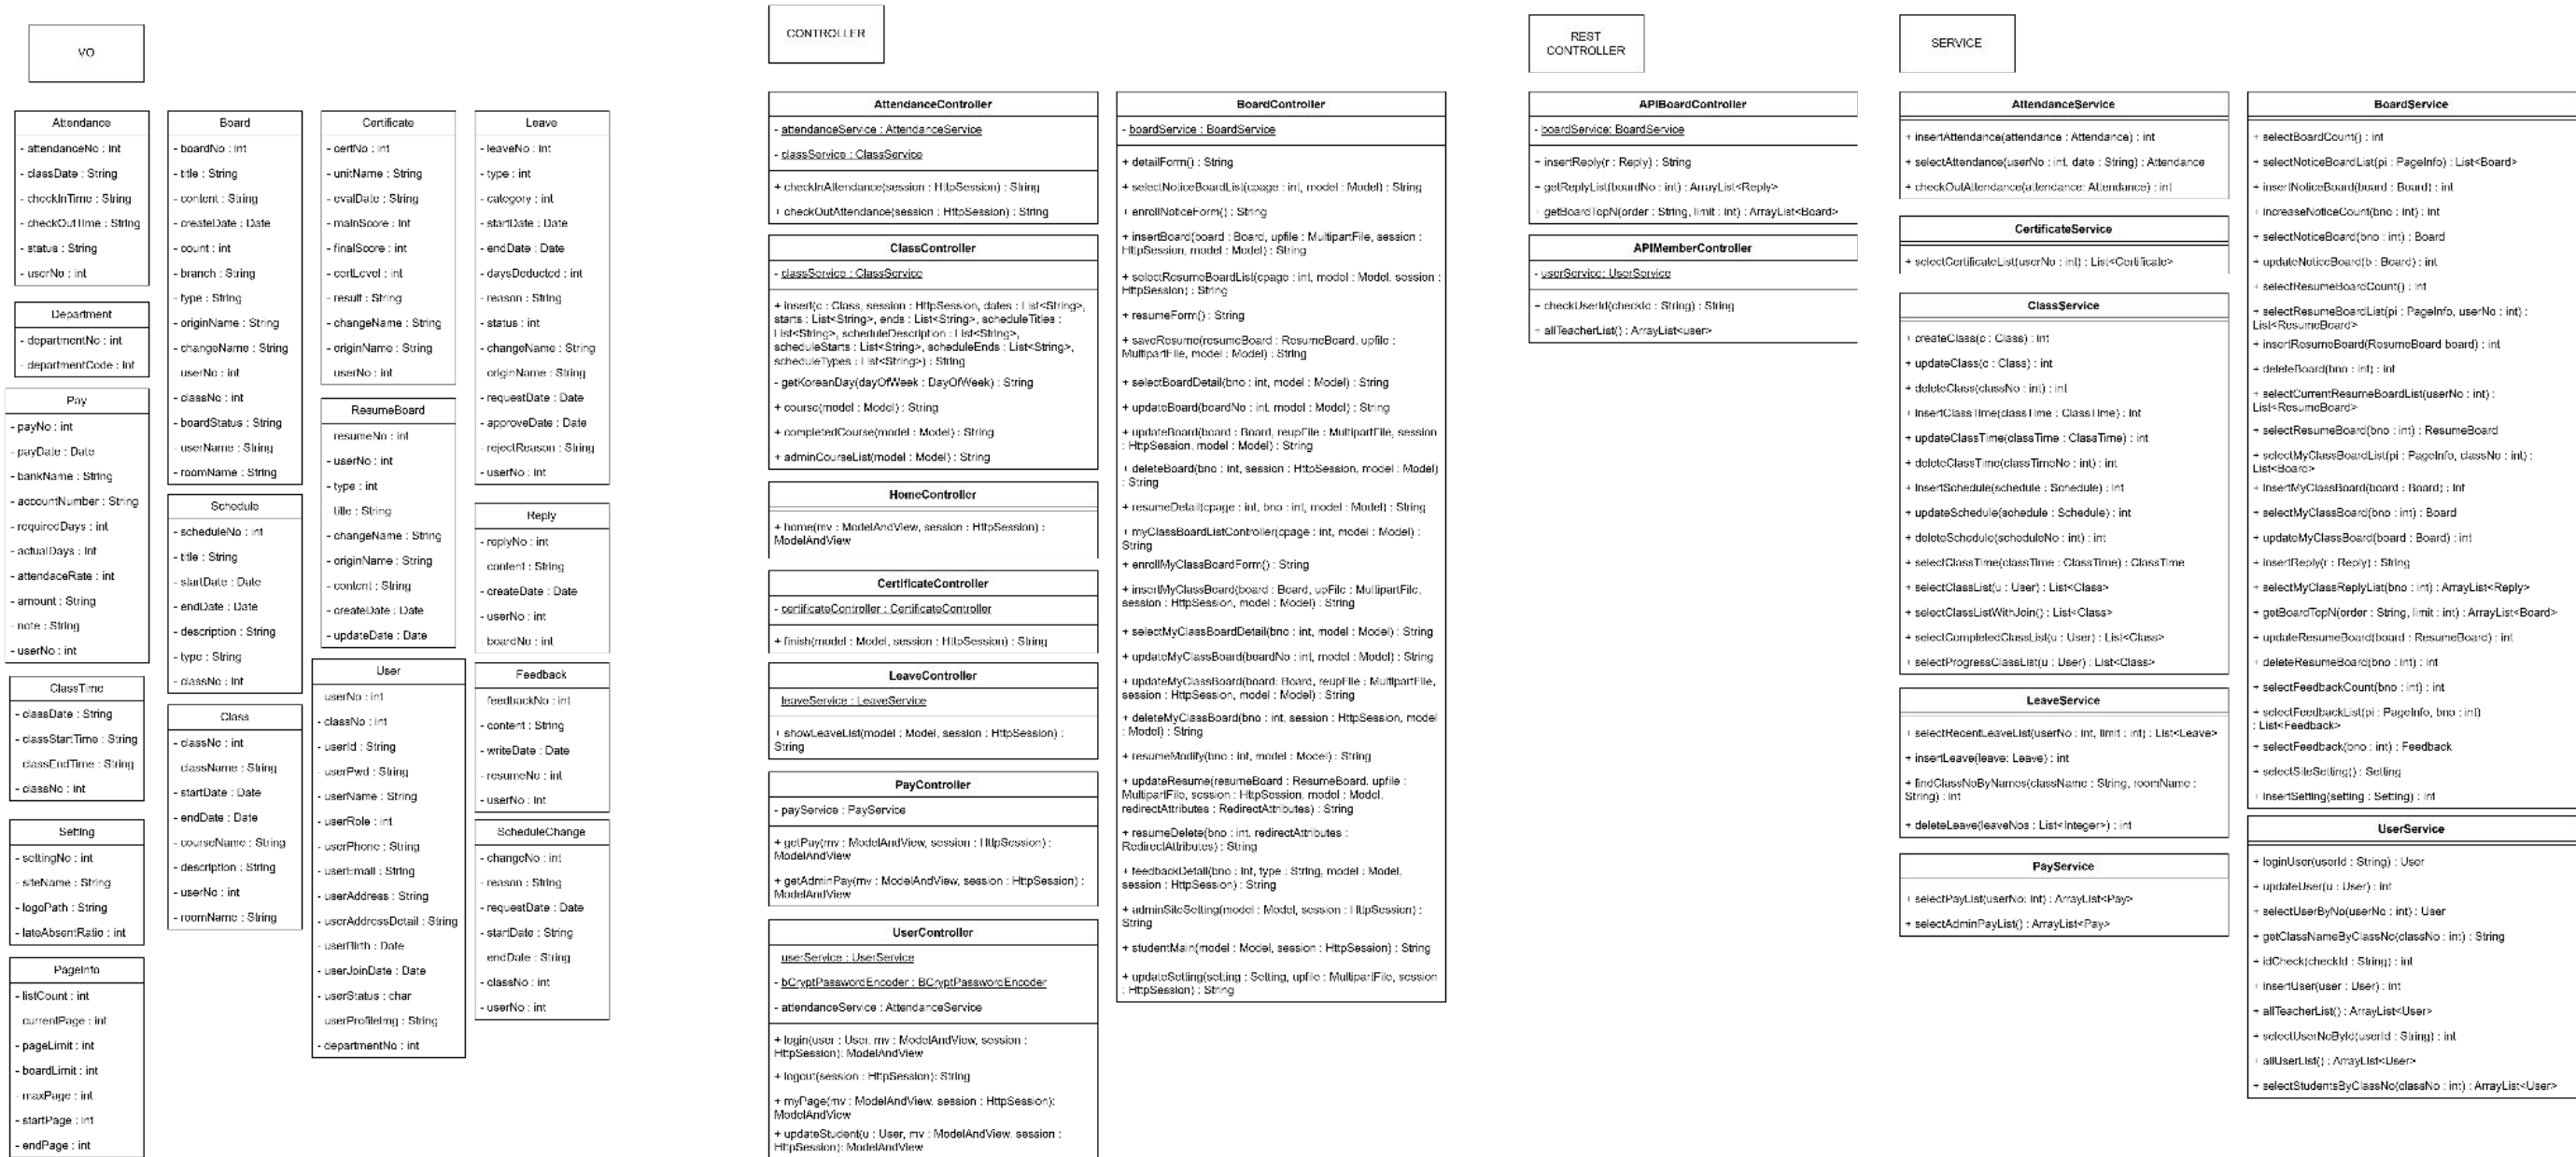 VO
Attendance
- attendanceNo : int
- classDate : String
- checkInTime : String
- checkOutTime : String
- status : String
- userNo : int
Department
- departmentNo : int
- departmentCode : int
Pay
- payNo : int
- payDate : Date
- bankName : String
- accountNumber : String
- requiredDays : int
- actualDays : int
- attendaceRate : int
- amount : String
- note : String
- userNo : int
ClassTime
- classDate : String
- classStartTime : String
- classEndTime : String
- classNo : int
Setting
- settingNo : int
- siteName : String
- logoPath : String
- lateAbsentRatio : int
PageInfo
- listCount : int
- currentPage : int
- pageLimit : int
- boardLimit : int
- maxPage : int
- startPage : int
- endPage : int
Board
- boardNo : int
- title : String
- content : String
- createDate : Date
- count : int
- branch : String
- type : String
- originName : String
- changeName : String
- userNo : int
- classNo : int
- boardStatus : String
- userName : String
- roomName : String
Schedule
- scheduleNo : int
- title : String
- startDate : Date
- endDate : Date
- description : String
- type : String
- classNo : int
Class
- classNo : int
- className : String
- startDate : Date
- endDate : Date
- courseName : String
- description : String
- userNo : int
- roomName : String
Certificate
- certNo : int
- unitName : String
- evalDate : String
- mainScore : int
- finalScore : int
- certLevel : int
- result : String
- changeName : String
- originName : String
- userNo : int
ResumeBoard
- resumeNo : int
- userNo : int
- type : int
- title : String
- changeName : String
- originName : String
- content : String
- createDate : Date
- updateDate : Date
User
- userNo : int
- classNo : int
- userId : String
- userPwd : String
- userName : String
- userRole : int
- userPhone : String
- userEmail : String
- userAddress : String
- userAddressDetail : String
- userBirth : Date
- userJoinDate : Date
- userStatus : char
- userProfileImg : String
- departmentNo : int
Leave
- leaveNo : int
- type : int
- category : int
- startDate : Date
- endDate : Date
- daysDeducted : int
- reason : String
- status : int
- changeName : String
- originName : String
- requestDate : Date
- approveDate : Date
- rejectReason : String
- userNo : int
Reply
- replyNo : int
- content : String
- createDate : Date
- userNo : int
- boardNo : int
Feedback
- feedbackNo : int
- content : String
- writeDate : Date
- resumeNo : int
- userNo : int
ScheduleChange
- changeNo : int
- reason : String
- requestDate : Date
- startDate : String
- endDate : String
- classNo : int
- userNo : int
CONTROLLER
AttendanceController
- attendanceService : AttendanceService
- classService : ClassService
+ checkInAttendance(session : HttpSession) : String
+ checkOutAttendance(session : HttpSession) : String
ClassController
- classService : ClassService
+ insert(c : Class, session : HttpSession, dates : List<String>,
starts : List<String>, ends : List<String>, scheduleTitles :
List<String>, scheduleDescription : List<String>,
scheduleStarts : List<String>, scheduleEnds : List<String>,
scheduleTypes : List<String>) : String
- getKoreanDay(dayOfWeek : DayOfWeek) : String
+ course(model : Model) : String
+ completedCourse(model : Model) : String
+ adminCourseList(model : Model) : String
HomeController
+ home(mv : ModelAndView, session : HttpSession) :
ModelAndView
CertificateController
- certificateController : CertificateController
+ finish(model : Model, session : HttpSession) : String
LeaveController
- leaveService : LeaveService
+ showLeaveList(model : Model, session : HttpSession) :
String
PayController
- payService : PayService
+ getPay(mv : ModelAndView, session : HttpSession) :
ModelAndView
+ getAdminPay(mv : ModelAndView, session : HttpSession) :
ModelAndView
UserController
- userService : UserService
- bCryptPasswordEncoder : BCryptPasswordEncoder
- attendanceService : AttendanceService
+ login(user : User, mv : ModelAndView, session :
HttpSession): ModelAndView
+ logout(session : HttpSession): String
+ myPage(mv : ModelAndView, session : HttpSession):
ModelAndView
+ updateStudent(u : User, mv : ModelAndView, session :
HttpSession): ModelAndView
BoardController
- boardService : BoardService
+ detailForm() : String
+ selectNoticeBoardList(cpage : int, model : Model) : String
+ enrollNoticeForm() : String
+ insertBoard(board : Board, upfile : MultipartFile, session :
HttpSession, model : Model) : String
+ selectResumeBoardList(cpage : int, model : Model, session :
HttpSession) : String
+ resumeForm() : String
+ saveResume(resumeBoard : ResumeBoard, upfile :
MultipartFile, model : Model) : String
+ selectBoardDetail(bno : int, model : Model) : String
+ updateBoard(boardNo : int, model : Model) : String
+ updateBoard(board : Board, reupFile : MultipartFile, session
: HttpSession, model : Model) : String
+ deleteBoard(bno : int, session : HttpSession, model : Model)
: String
+ resumeDetail(cpage : int, bno : int, model : Model) : String
+ myClassBoardListController(cpage : int, model : Model) :
String
+ enrollMyClassBoardForm() : String
+ insertMyClassBoard(board : Board, upFile : MultipartFile,
session : HttpSession, model : Model) : String
+ selectMyClassBoardDetail(bno : int, model : Model) : String
+ updateMyClassBoard(boardNo : int, model : Model) : String
+ updateMyClassBoard(board: Board, reupFile : MultipartFile,
session : HttpSession, model : Model) : String
+ deleteMyClassBoard(bno : int, session : HttpSession, model
: Model) : String
+ resumeModify(bno : int, model : Model) : String
+ updateResume(resumeBoard : ResumeBoard, upfile :
MultipartFile, session : HttpSession, model : Model,
redirectAttributes : RedirectAttributes) : String
+ resumeDelete(bno : int, redirectAttributes :
RedirectAttributes) : String
+ feedbackDetail(bno : int, type : String, model : Model,
session : HttpSession) : String
+ adminSiteSetting(model : Model, session : HttpSession) :
String
+ studentMain(model : Model, session : HttpSession) : String
+ updateSetting(setting : Setting, upfile : MultipartFile, session
: HttpSession) : String
REST
CONTROLLER
APIBoardController
- boardService: BoardService
+ insertReply(r : Reply) : String
+ getReplyList(boardNo : int) : ArrayList<Reply>
+ getBoardTopN(order : String, limit : int) : ArrayList<Board>
APIMemberController
- userService: UserService
+ checkUserId(checkId : String) : String
+ allTeacherList() : ArrayList<user>
SERVICE
AttendanceService
+ insertAttendance(attendance : Attendance) : int
+ selectAttendance(userNo : int, date : String) : Attendance
+ checkOutAttendance(attendance: Attendance) : int
CertificateService
+ selectCertificateList(userNo : int) : List<Certificate>
ClassService
+ createClass(c : Class) : int
+ updateClass(c : Class) : int
+ deleteClass(classNo : int) : int
+ insertClassTime(classTime : ClassTime) : int
+ updateClassTime(classTime : ClassTime) : int
+ deleteClassTime(classTimeNo : int) : int
+ insertSchedule(schedule : Schedule) : int
+ updateSchedule(schedule : Schedule) : int
+ deleteSchedule(scheduleNo : int) : int
+ selectClassTime(classTime : ClassTime) : ClassTime
+ selectClassList(u : User) : List<Class>
+ selectClassListWithJoin() : List<Class>
+ selectCompletedClassList(u : User) : List<Class>
+ selectProgressClassList(u : User) : List<Class>
LeaveService
+ selectRecentLeaveList(userNo : int, limit : int) : List<Leave>
+ insertLeave(leave: Leave) : int
+ findClassNoByNames(className : String, roomName :
String) : int
+ deleteLeave(leaveNos : List<Integer>) : int
PayService
+ selectPayList(userNo: int) : ArrayList<Pay>
+ selectAdminPayList() : ArrayList<Pay>
BoardService
+ selectBoardCount() : int
+ selectNoticeBoardList(pi : PageInfo) : List<Board>
+ insertNoticeBoard(board : Board) : int
+ increaseNoticeCount(bno : int) : int
+ selectNoticeBoard(bno : int) : Board
+ updateNoticeBoard(b : Board) : int
+ selectResumeBoardCount() : int
+ selectResumeBoardList(pi : PageInfo, userNo : int) :
List<ResumeBoard>
+ insertResumeBoard(ResumeBoard board) : int
+ deleteBoard(bno : int) : int
+ selectCurrentResumeBoardList(userNo : int) :
List<ResumeBoard>
+ selectResumeBoard(bno : int) : ResumeBoard
+ selectMyClassBoardList(pi : PageInfo, classNo : int) :
List<Board>
+ insertMyClassBoard(board : Board) : int
+ selectMyClassBoard(bno : int) : Board
+ updateMyClassBoard(board : Board) : int
+ insertReply(r : Reply) : String
+ selectMyClassReplyList(bno : int) : ArrayList<Reply>
+ getBoardTopN(order : String, limit : int) : ArrayList<Board>
+ updateResumeBoard(board : ResumeBoard) : int
+ deleteResumeBoard(bno : int) : int
+ selectFeedbackCount(bno : int) : int
+ selectFeedbackList(pi : PageInfo, bno : int)
: List<Feedback>
+ selectFeedback(bno : int) : Feedback
+ selectSiteSetting() : Setting
+ insertSetting(setting : Setting) : int
UserService
+ loginUser(userId : String) : User
+ updateUser(u : User) : int
+ selectUserByNo(userNo : int) : User
+ getClassNameByClassNo(classNo : int) : String
+ idCheck(checkId : String) : int
+ insertUser(user : User) : int
+ allTeacherList() : ArrayList<User>
+ selectUserNoById(userId : String) : int
+ allUserList() : ArrayList<User>
+ selectStudentsByClassNo(classNo : int) : ArrayList<User>